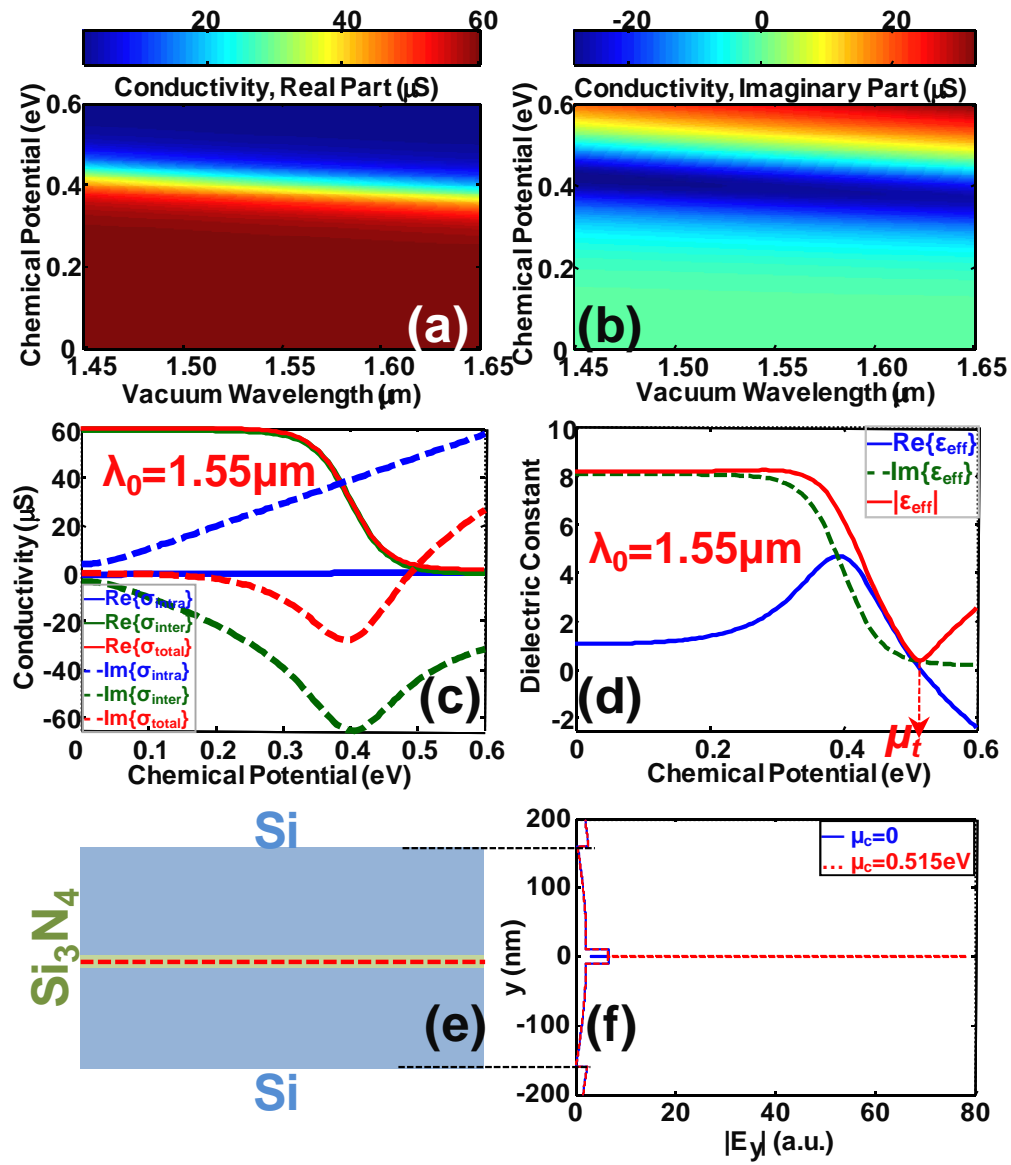 20 40 60
-20 0 20
Conductivity, Real Part (µS)
Conductivity, Imaginary Part (µS)
Chemical Potential (eV)
0.6
0.4
0.2
0
(a)
1.45 1.50 1.55 1.60 1.65
Vacuum Wavelength (µm)
Chemical Potential (eV)
0.6
0.4
0.2
0
(b)
1.45 1.50 1.55 1.60 1.65
Vacuum Wavelength (µm)
Conductivity (µS)
60
40
20
0
-20
-40
-60
λ₀=1.55µm
Re{σintra}
Re{σinter}
Re{σtotal}
-Im{σintra}
-Im{σinter}
-Im{σtotal}
(c)
0 0.1 0.2 0.3 0.4 0.5 0.6
Chemical Potential (eV)
Dielectric Constant
10
8
6
4
2
0
-2
Re{εeff}
-Im{εeff}
|εeff|
λ₀=1.55µm
(d)
µt
0 0.2 0.4 0.6
Chemical Potential (eV)
Si
Si₃N₄
(e)
Si
y (nm)
200
100
0
-100
-200
µc=0
µc=0.515eV
(f)
0 20 40 60 80
|Ey| (a.u.)